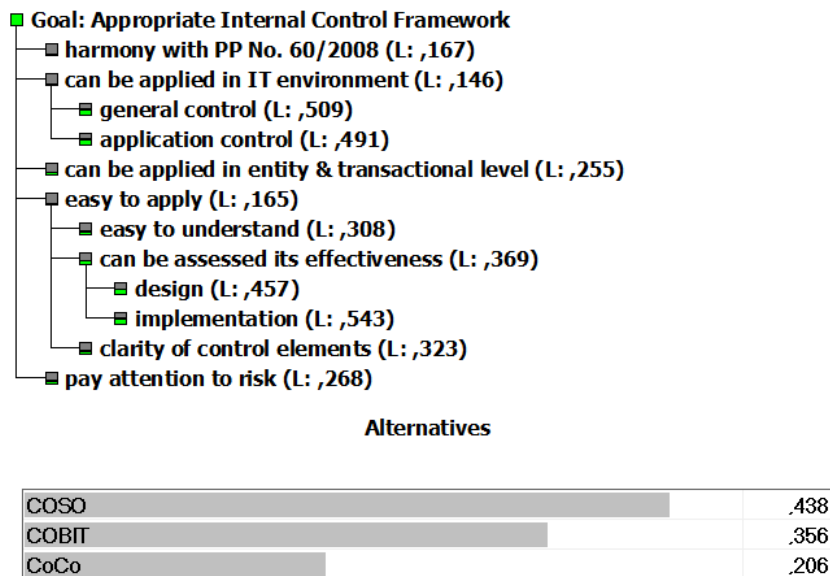 Goal: Appropriate Internal Control Framework
harmony with PP No. 60/2008 (L: ,167)
can be applied in IT environment (L: ,146)
general control (L: ,509)
application control (L: ,491)
can be applied in entity & transactional level (L: ,255)
easy to apply (L: ,165)
easy to understand (L: ,308)
can be assessed its effectiveness (L: ,369)
design (L: ,457)
implementation (L: ,543)
clarity of control elements (L: ,323)
pay attention to risk (L: ,268)
Alternatives
COSO ,438
COBIT ,356
CoCo ,206